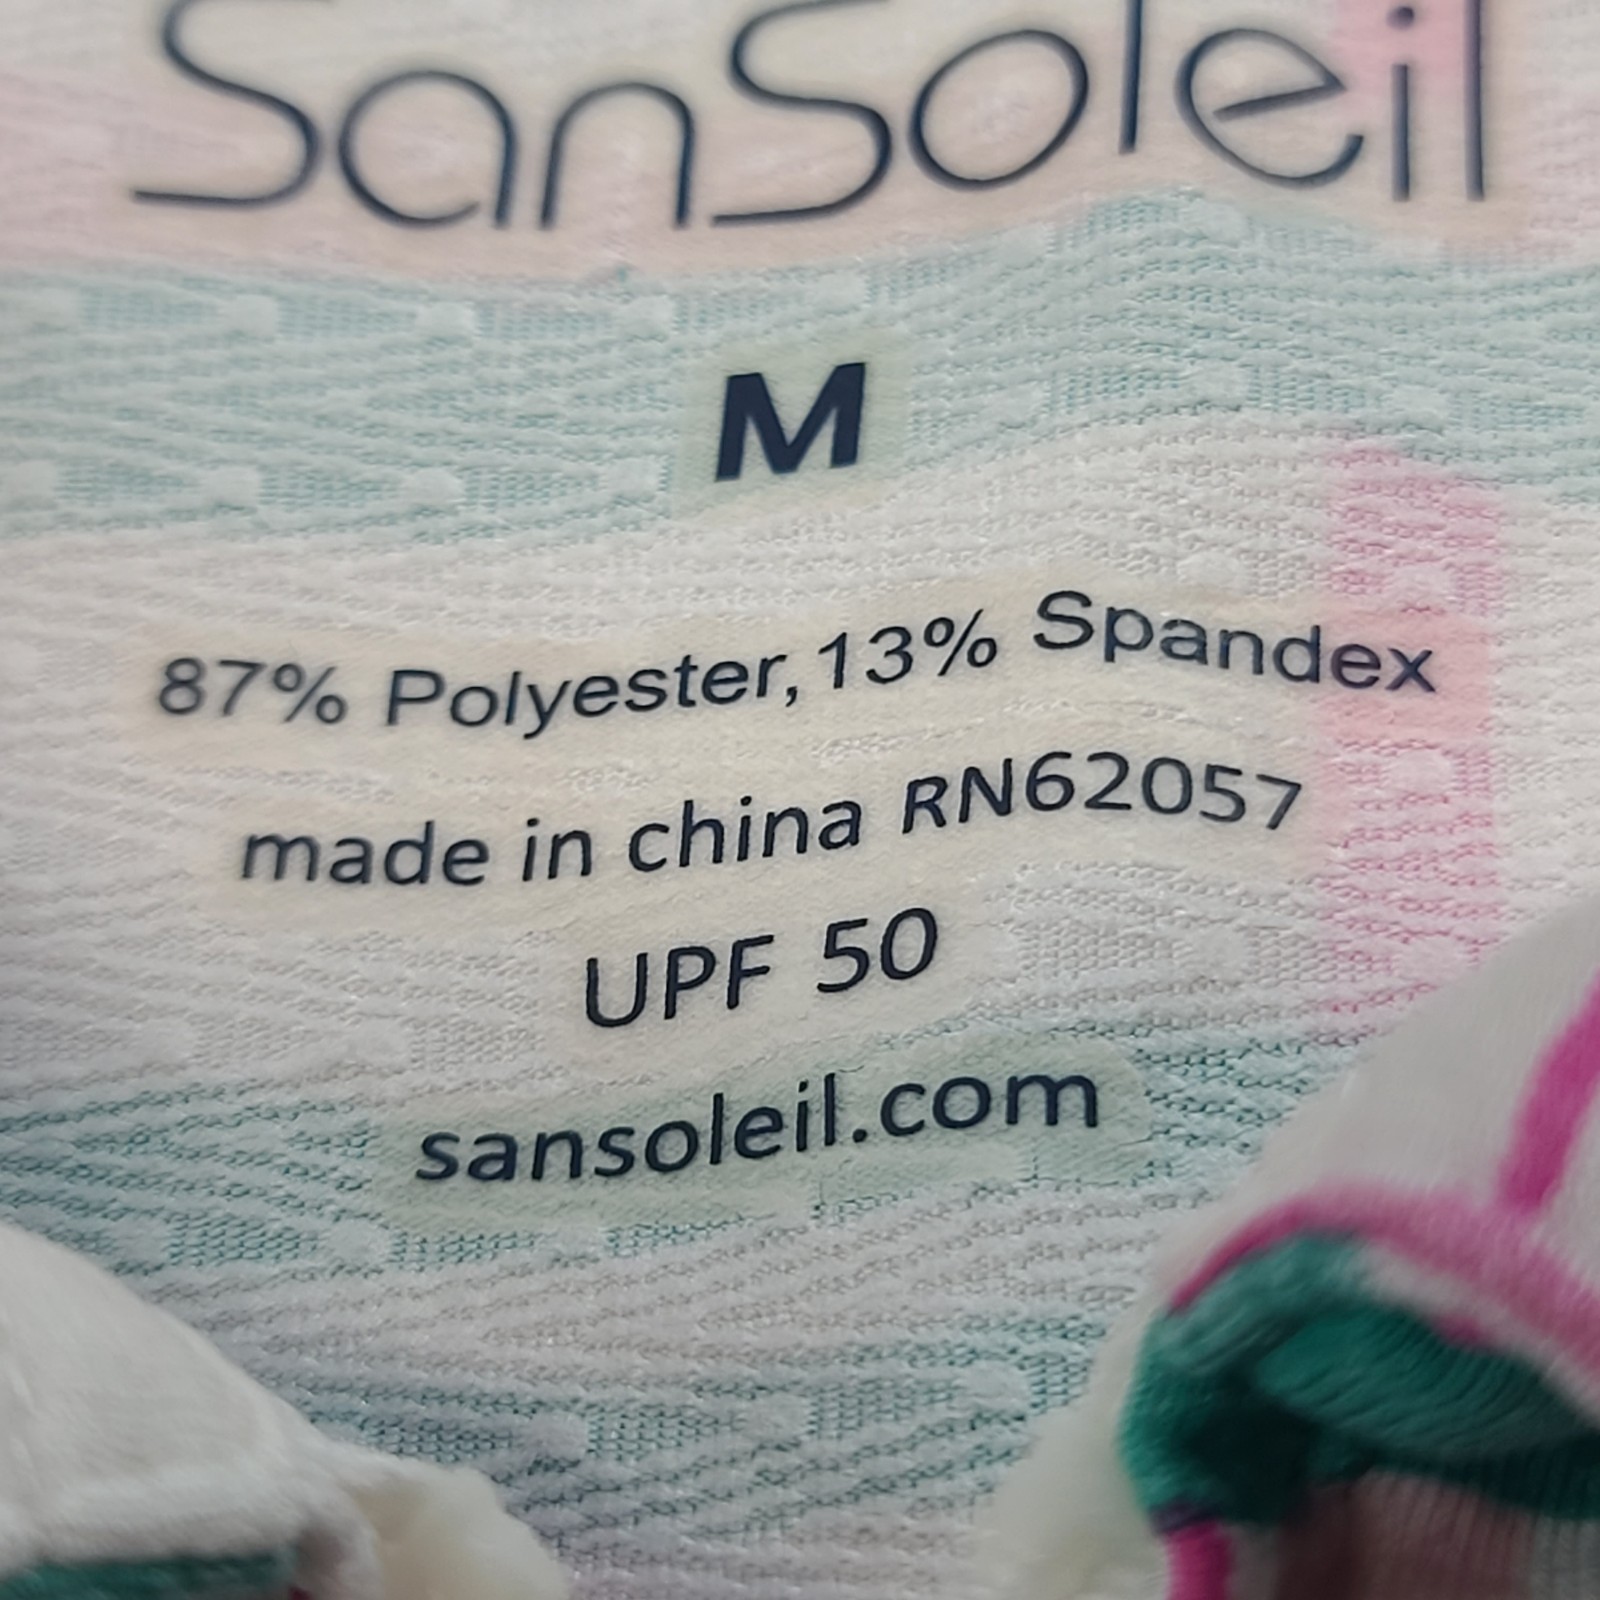 SanSoleil
M
87% Polyester,13% Spandex
made in china RN62057
UPF 50
sansoleil.com